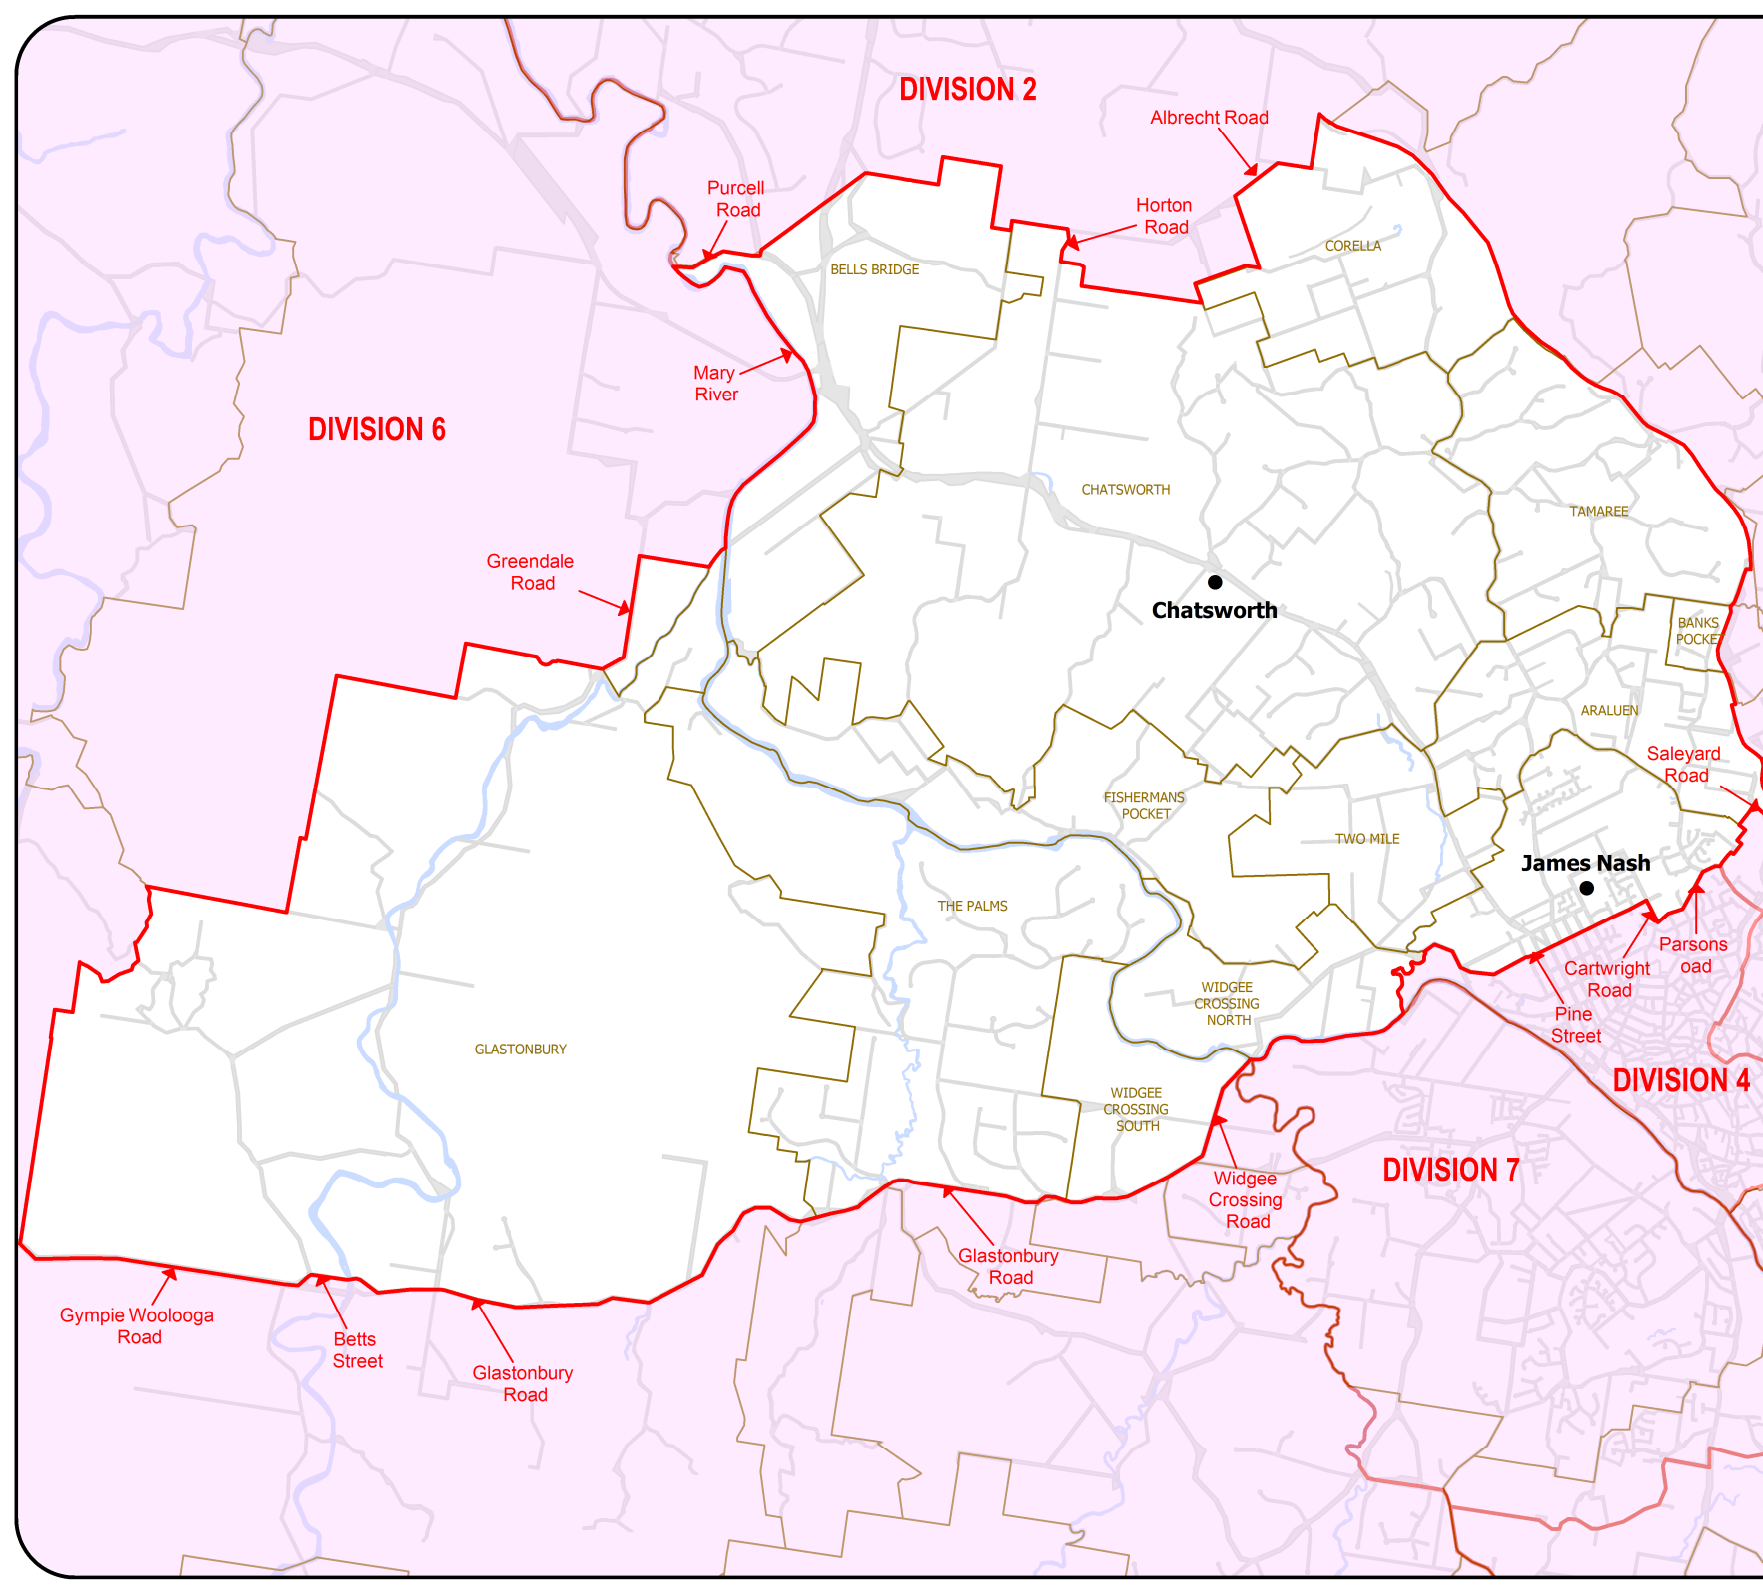 DIVISION 2
Albrecht Road
Purcell
Road
Horton
Road
CORELLA
BELLS BRIDGE
Mary
River
DIVISION 6
CHATSWORTH
TAMAREE
Greendale
Road
Chatsworth
BANKS
POCKET
ARALUEN
Saleyard
Road
FISHERMANS
POCKET
TWO MILE
James Nash
THE PALMS
Parsons
oad
Cartwright
Road
WIDGEE
CROSSING
NORTH
Pine
Street
GLASTONBURY
DIVISION 4
WIDGEE
CROSSING
SOUTH
DIVISION 7
Widgee
Crossing
Road
Glastonbury
Road
Gympie Woolooga
Road
Betts
Street
Glastonbury
Road